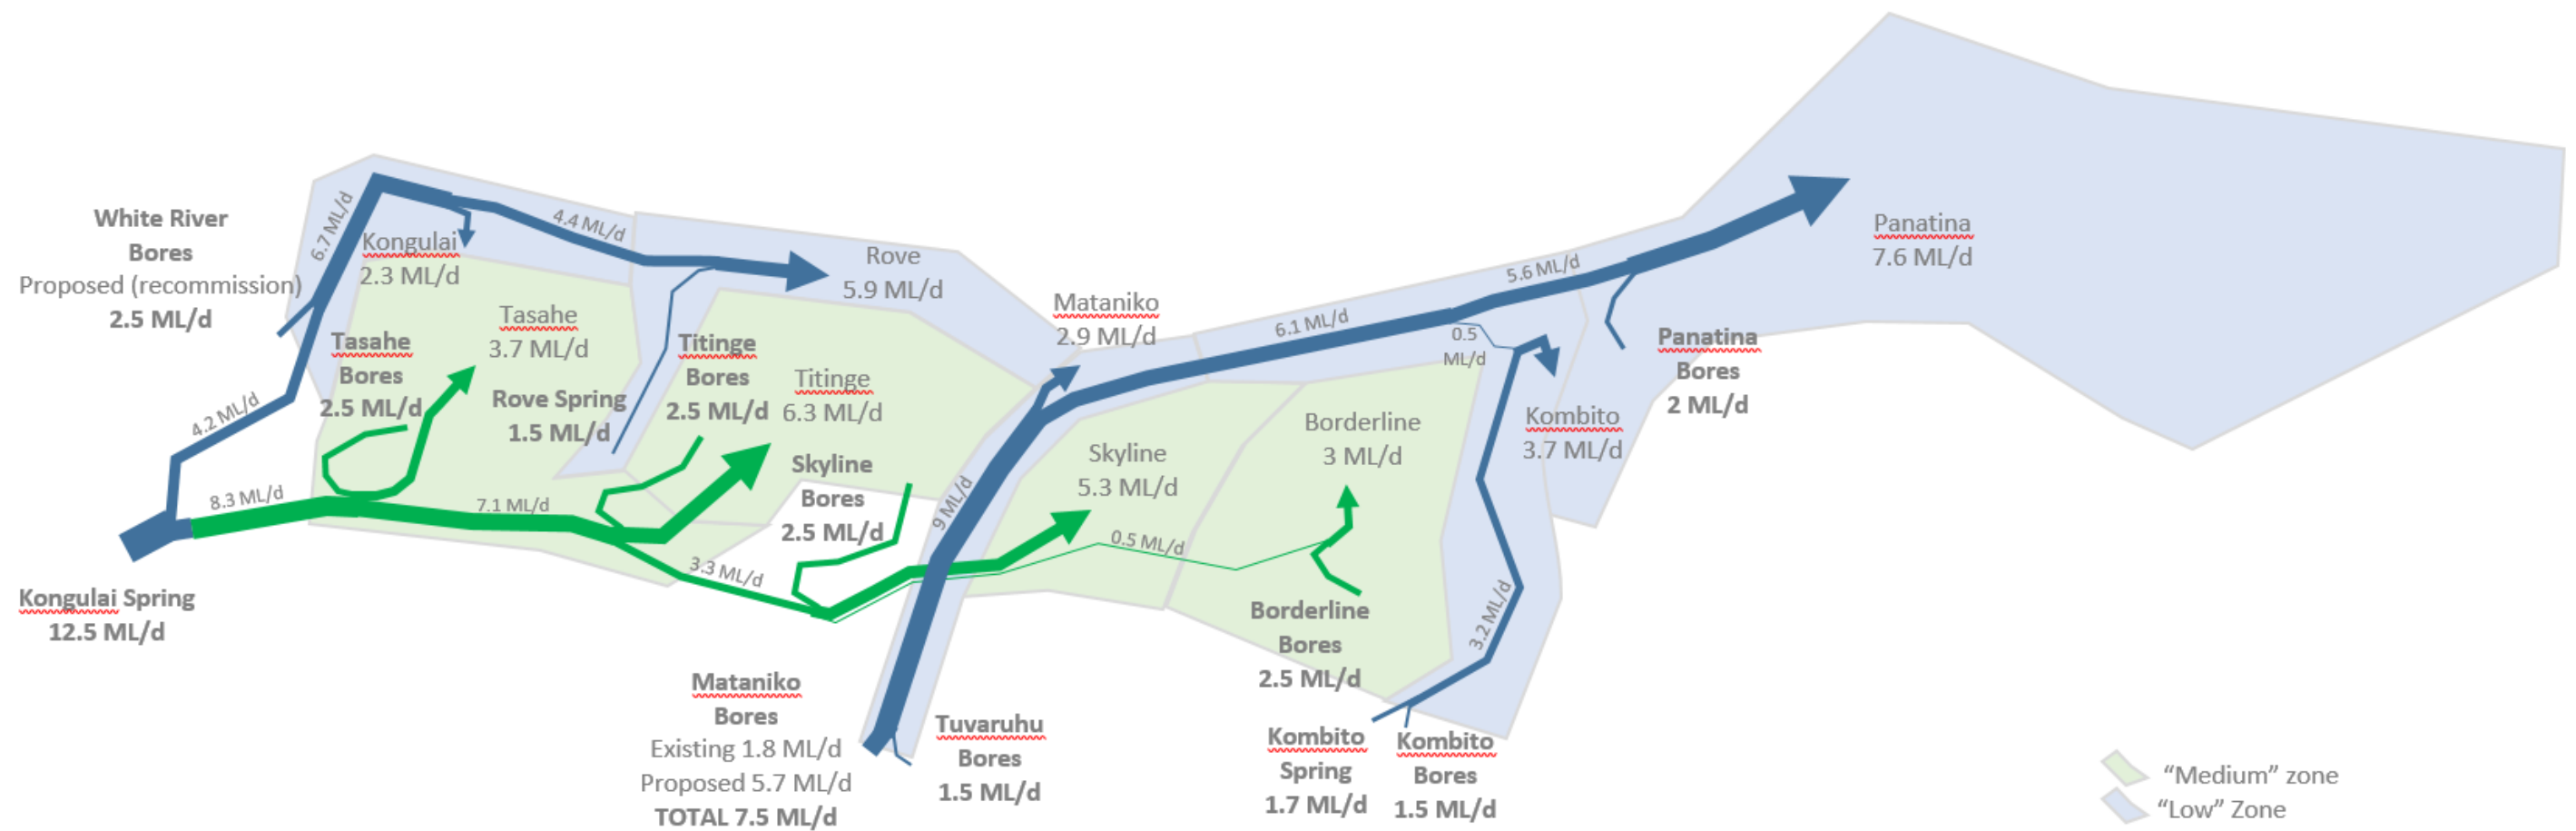 White River
Bores
Proposed (recommission)
2.5 ML/d
6.7 ML/d
Kongulai
2.3 ML/d
4.4 ML/d
Rove
5.9 ML/d
Tasahe
3.7 ML/d
Tasahe
Bores
2.5 ML/d
4.2 ML/d
Rove Spring
1.5 ML/d
Titinge
Bores
2.5 ML/d
Titinge
6.3 ML/d
8.3 ML/d
7.1 ML/d
Kongulai Spring
12.5 ML/d
Skyline
Bores
2.5 ML/d
3.3 ML/d
9 ML/d
Mataniko
2.9 ML/d
Mataniko
Bores
Existing 1.8 ML/d
Proposed 5.7 ML/d
TOTAL 7.5 ML/d
Tuvaruhu
Bores
1.5 ML/d
Skyline
5.3 ML/d
0.5 ML/d
6.1 ML/d
Borderline
3 ML/d
Borderline
Bores
2.5 ML/d
0.5
ML/d
5.6 ML/d
Kombito
3.7 ML/d
3.2 ML/d
Kombito
Spring
1.7 ML/d
Kombito
Bores
1.5 ML/d
Panatina
Bores
2 ML/d
Panatina
7.6 ML/d
“Medium” zone
“Low” Zone